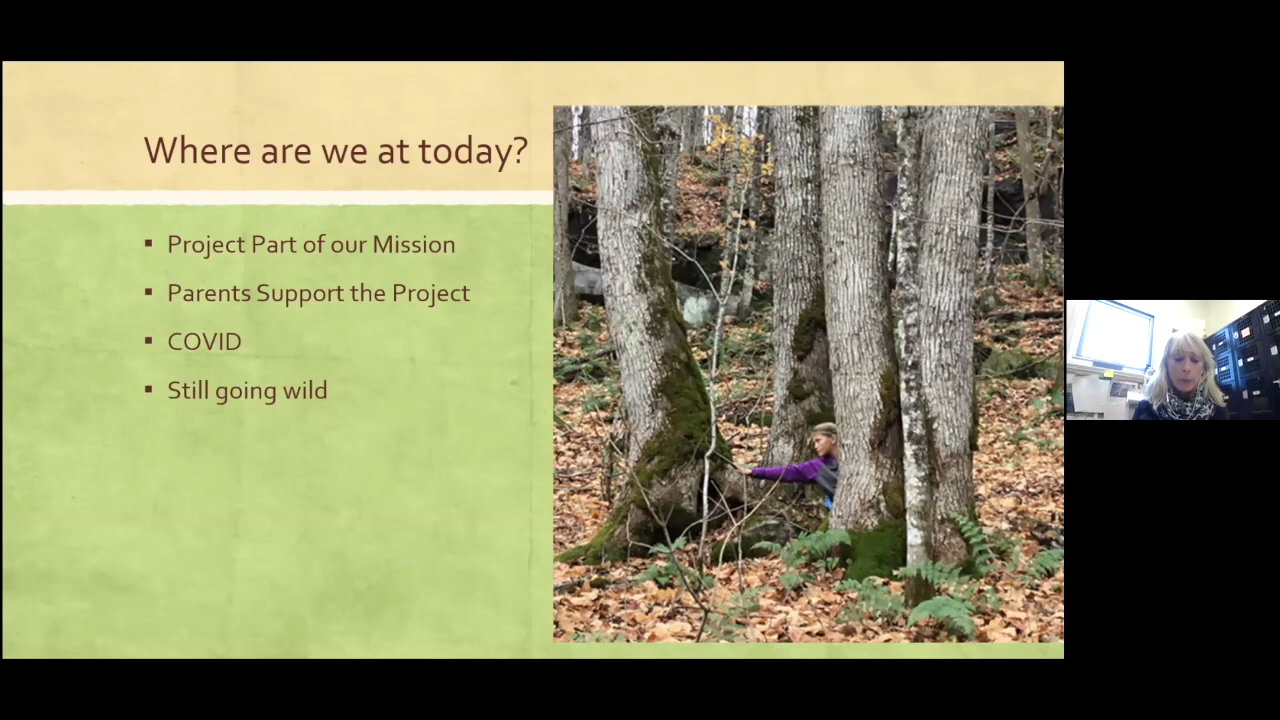 Where are we at today?
▪ Project Part of our Mission
▪ Parents Support the Project
▪ COVID
▪ Still going wild